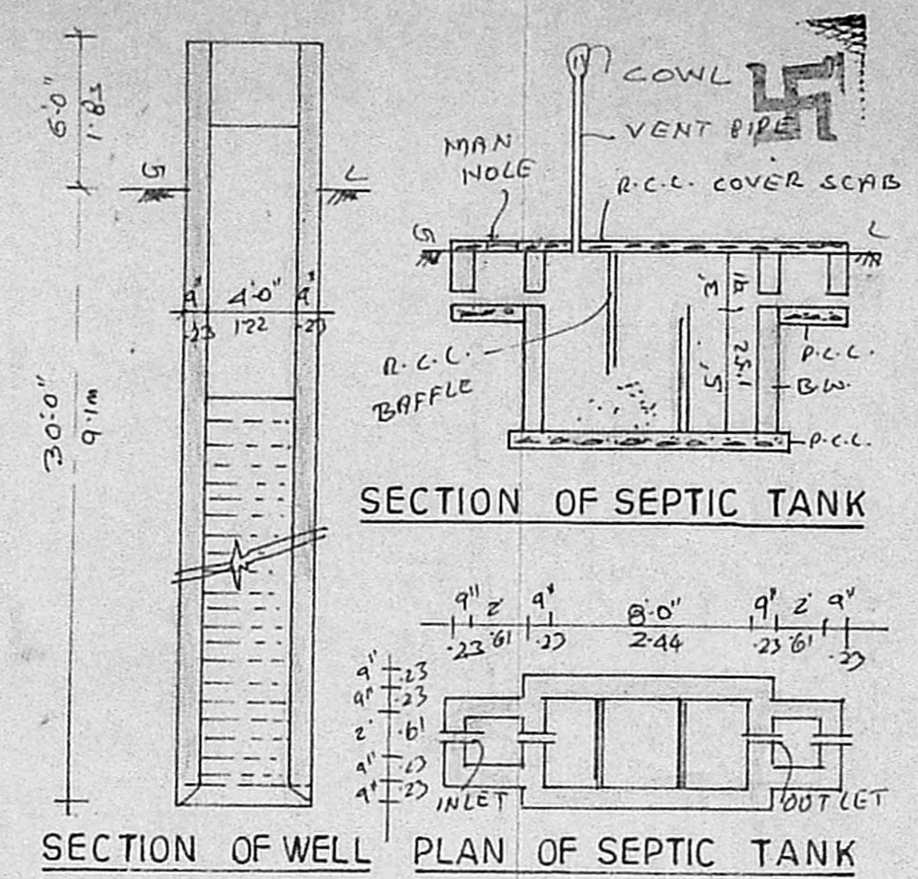 6'0"
1.83
G
L
9"
4'-0"
9"
.23
122
.23
30'0"
9.1m
SECTION OF WELL
COWL
VENT PIPE
MAN
HOLE
R.C.C. COVER SCAB
G
L
R.C.C.
BAFFLE
5'
P.C.C.
B.W.
P.C.C.
SECTION OF SEPTIC TANK
9" 2' 9" 8'-0" 9" 2' 9"
.23 .61 .23 2.44 .23 .61 .23
9" .23
9" .23
2' .61
9" .23
9" .23
INLET
OUTLET
PLAN OF SEPTIC TANK